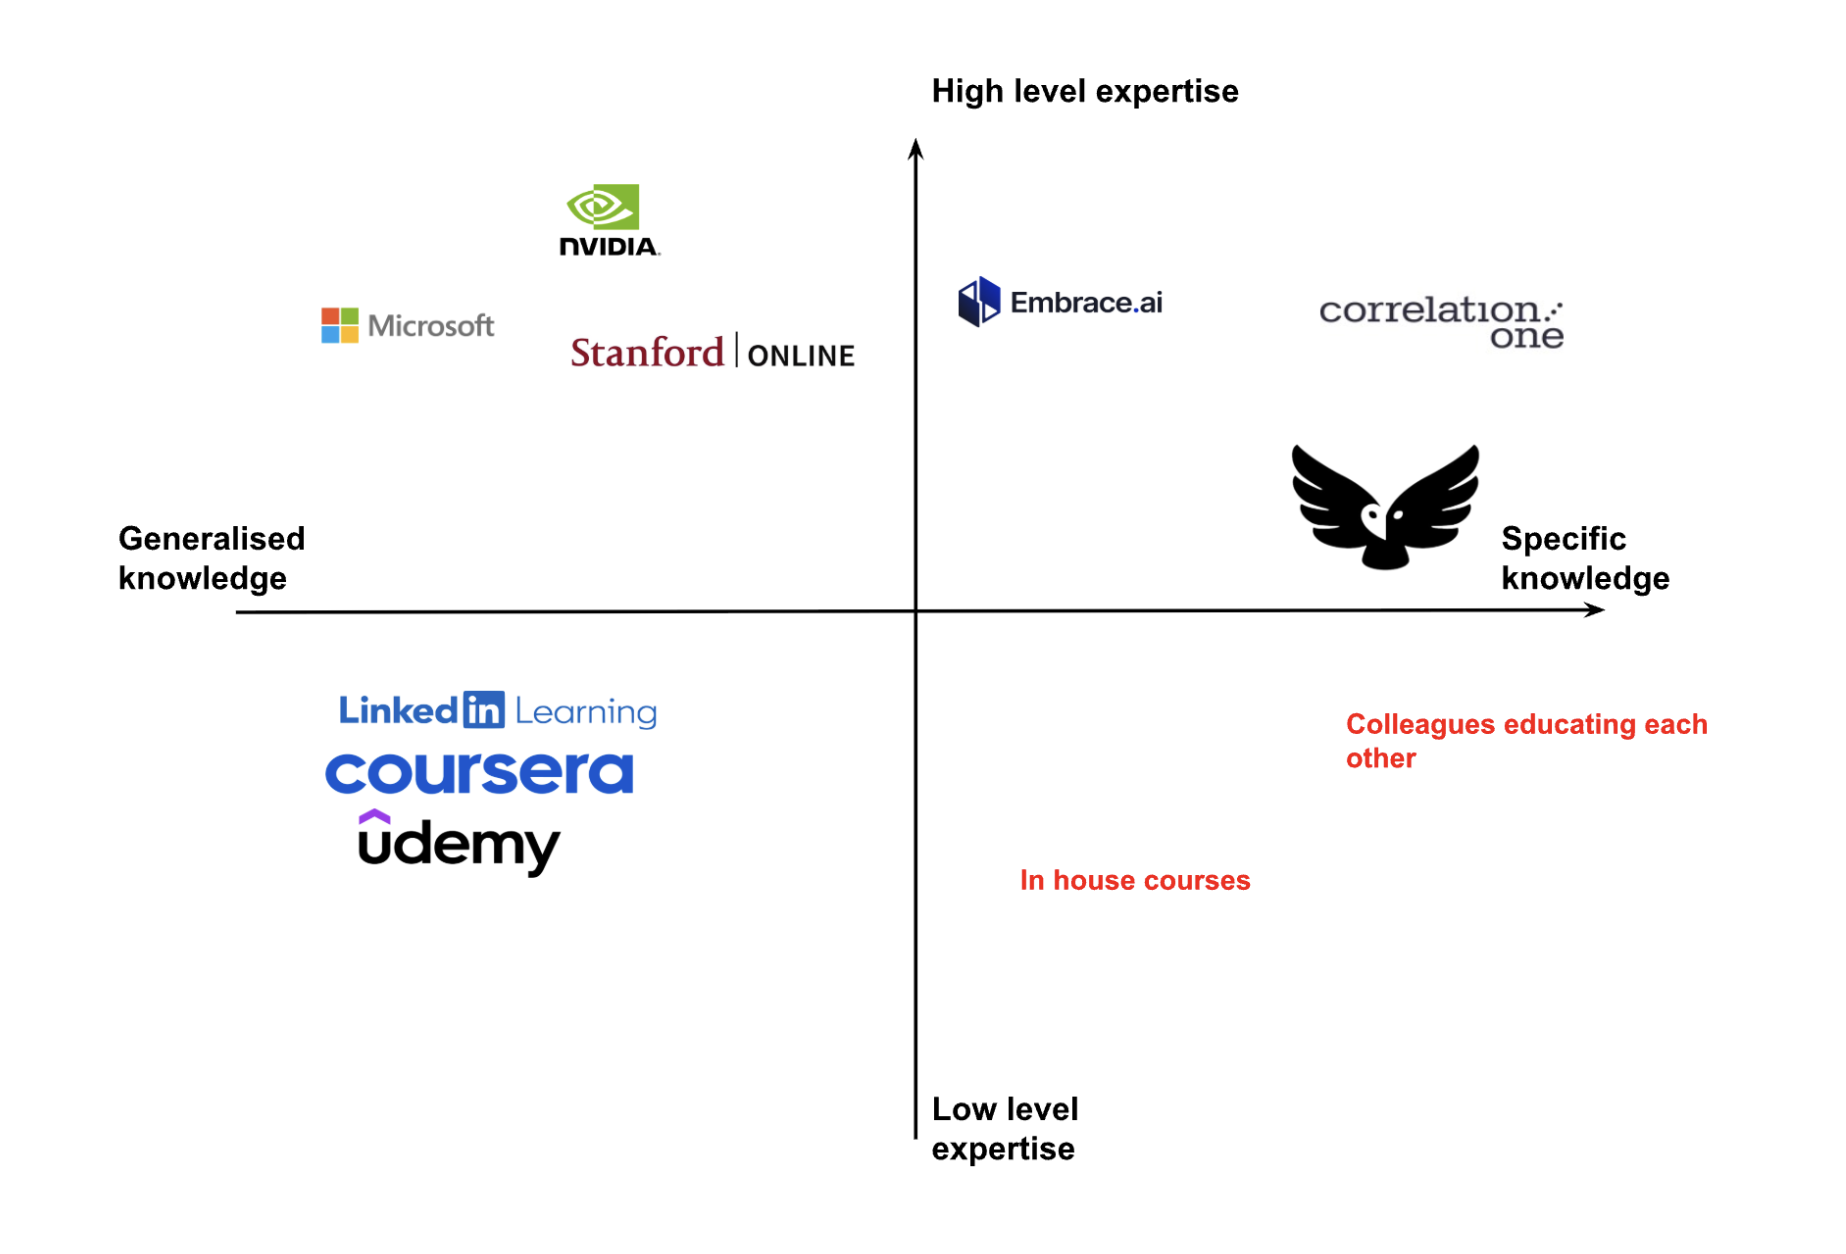 High level expertise
NVIDIA.
Microsoft
Stanford | ONLINE
Embrace.ai
correlation
one
Generalised
knowledge
Specific
knowledge
Linked in Learning
coursera
udemy
Colleagues educating each
other
In house courses
Low level
expertise